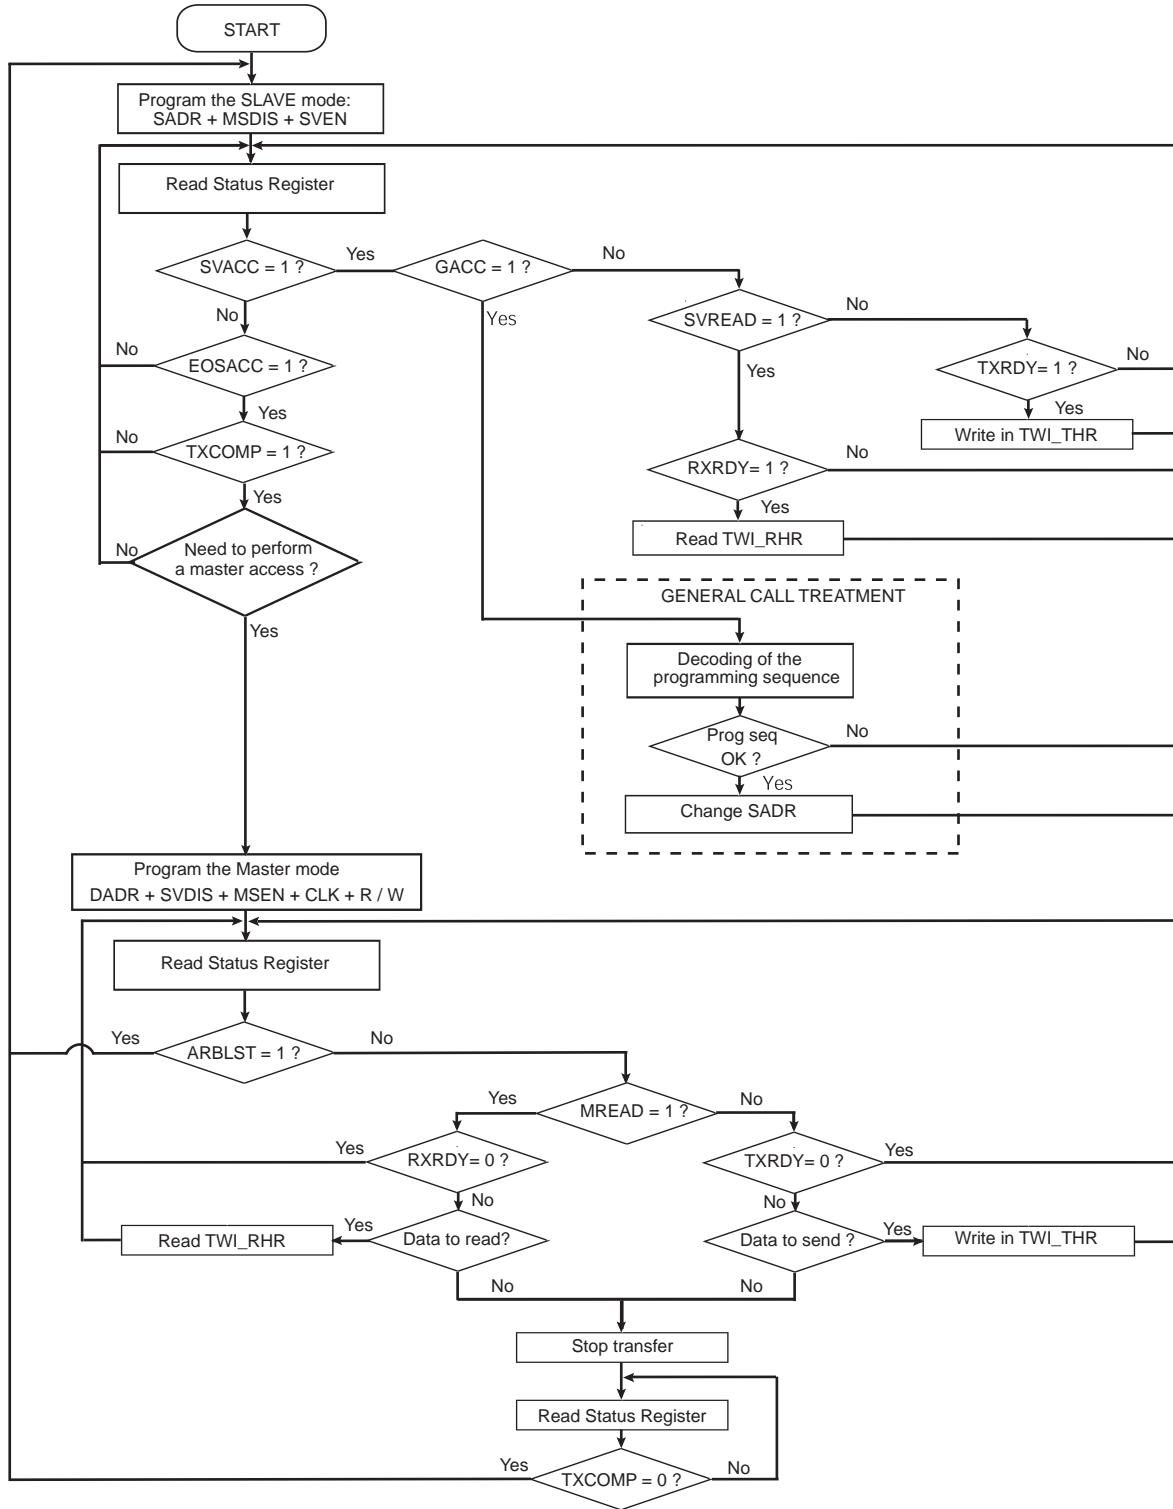 START
Program the SLAVE mode:
SADR + MSDIS + SVEN
Read Status Register
SVACC = 1 ?
Yes
GACC = 1 ?
No
No
Yes
SVREAD = 1 ?
No
EOSACC = 1 ?
No
Yes
Yes
TXRDY= 1 ?
No
Yes
Write in TWI_THR
TXCOMP = 1 ?
No
Yes
RXRDY= 1 ?
No
Yes
Read TWI_RHR
Need to perform
a master access ?
No
Yes
GENERAL CALL TREATMENT
Decoding of the
programming sequence
Prog seq
OK ?
No
Yes
Change SADR
Program the Master mode
DADR + SVDIS + MSEN + CLK + R / W
Read Status Register
ARBLST = 1 ?
Yes
No
MREAD = 1 ?
Yes
No
RXRDY= 0 ?
Yes
No
TXRDY= 0 ?
Yes
No
Read TWI_RHR
Yes
Data to read?
No
Data to send ?
Yes
Write in TWI_THR
No
Stop transfer
Read Status Register
TXCOMP = 0 ?
Yes
No